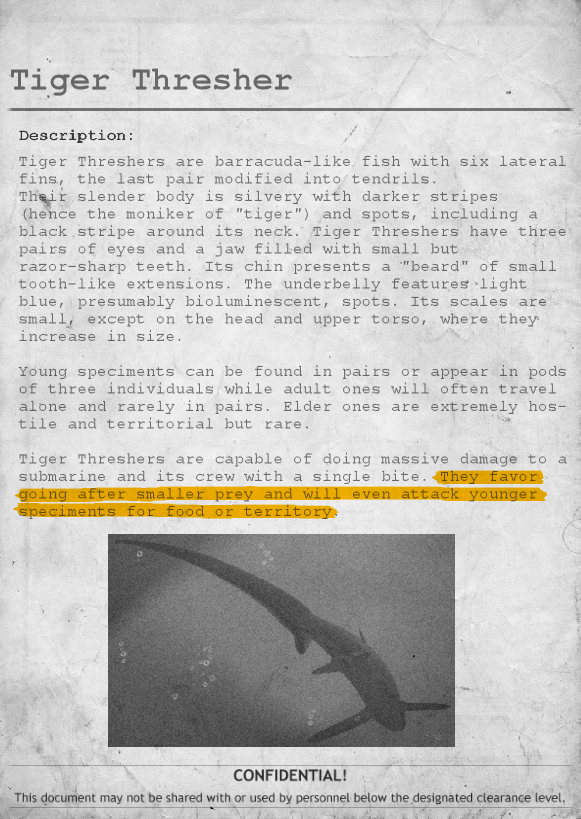 Tiger Thresher
Description:
Tiger Threshers are barracuda-like fish with six lateral
fins, the last pair modified into tendrils.
Their slender body is silvery with darker stripes
(hence the moniker of "tiger") and spots, including a
black stripe around its neck. Tiger Threshers have three
pairs of eyes and a jaw filled with small but
razor-sharp teeth. Its chin presents a "beard" of small
tooth-like extensions. The underbelly features light
blue, presumably bioluminescent, spots. Its scales are
small, except on the head and upper torso, where they
increase in size.
Young speciments can be found in pairs or appear in pods
of three individuals while adult ones will often travel
alone and rarely in pairs. Elder ones are extremely hos-
tile and territorial but rare.
Tiger Threshers are capable of doing massive damage to a
submarine and its crew with a single bite. They favor
going after smaller prey and will even attack younger
speciments for food or territory.
CONFIDENTIAL!
This document may not be shared with or used by personnel below the designated clearance level.